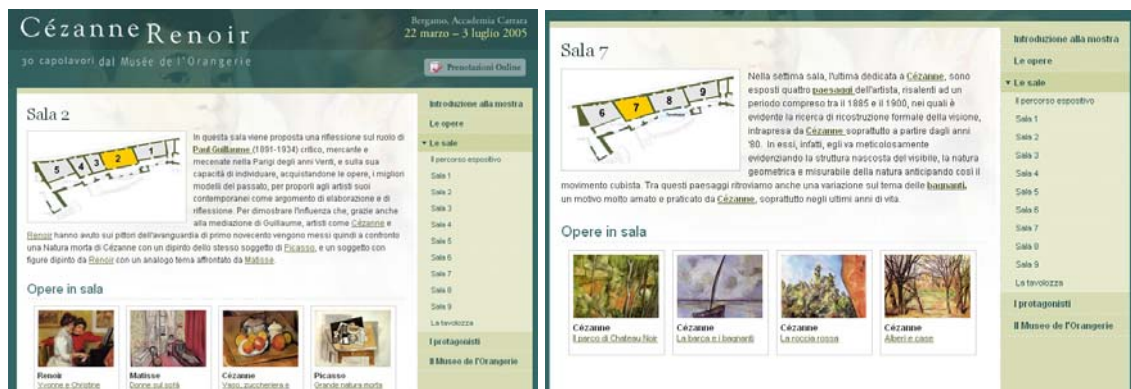 Cézanne Renoir
30 capolavori dal Musée de l'Orangerie
Bergamo, Accademia Carrara
22 marzo – 3 luglio 2005
Prenotazioni Online
Sala 2
5 4 3 2 1
In questa sala viene proposta una riflessione sul ruolo di
Paul Guillaume (1891-1934) critico, mercante e
mecenate nella Parigi degli anni Venti, e sulla sua
capacità di individuare, acquistandone le opere, i migliori
modelli del passato, per proporli agli artisti suoi
contemporanei come argomento di elaborazione e di
riflessione. Per dimostrare l'influenza che, grazie anche
alla mediazione di Guillaume, artisti come Cézanne e
Renoir hanno avuto sui pittori dell'avanguardia di primo novecento vengono messi quindi a confronto
una Natura morta di Cézanne con un dipinto dello stesso soggetto di Picasso, e un soggetto con
figure dipinto da Renoir con un analogo tema affrontato da Matisse.
Opere in sala
Renoir
Yvonne e Christine
Matisse
Donne sul sofà
Cézanne
Vaso, zuccheriera e
Picasso
Grande natura morta
Introduzione alla mostra
Le opere
Le sale
Il percorso espositivo
Sala 1
Sala 2
Sala 3
Sala 4
Sala 5
Sala 6
Sala 7
Sala 8
Sala 9
La tavolozza
I protagonisti
Il Museo de l'Orangerie
Sala 7
6 7 8 9
Nella settima sala, l'ultima dedicata a Cézanne, sono
esposti quattro paesaggi dell'artista, risalenti ad un
periodo compreso tra il 1885 e il 1900, nei quali è
evidente la ricerca di ricostruzione formale della visione,
intrapresa da Cézanne soprattutto a partire dagli anni
'80. In essi, infatti, egli va meticolosamente
evidenziando la struttura nascosta del visibile, la natura
geometrica e misurabile della natura anticipando così il
movimento cubista. Tra questi paesaggi ritroviamo anche una variazione sul tema delle bagnanti,
un motivo molto amato e praticato da Cézanne, soprattutto negli ultimi anni di vita.
Opere in sala
Cézanne
Il parco di Chateau Noir
Cézanne
La barca e i bagnanti
Cézanne
La roccia rossa
Cézanne
Alberi e case
Introduzione alla mostra
Le opere
Le sale
Il percorso espositivo
Sala 1
Sala 2
Sala 3
Sala 4
Sala 5
Sala 6
Sala 7
Sala 8
Sala 9
La tavolozza
I protagonisti
Il Museo de l'Orangerie